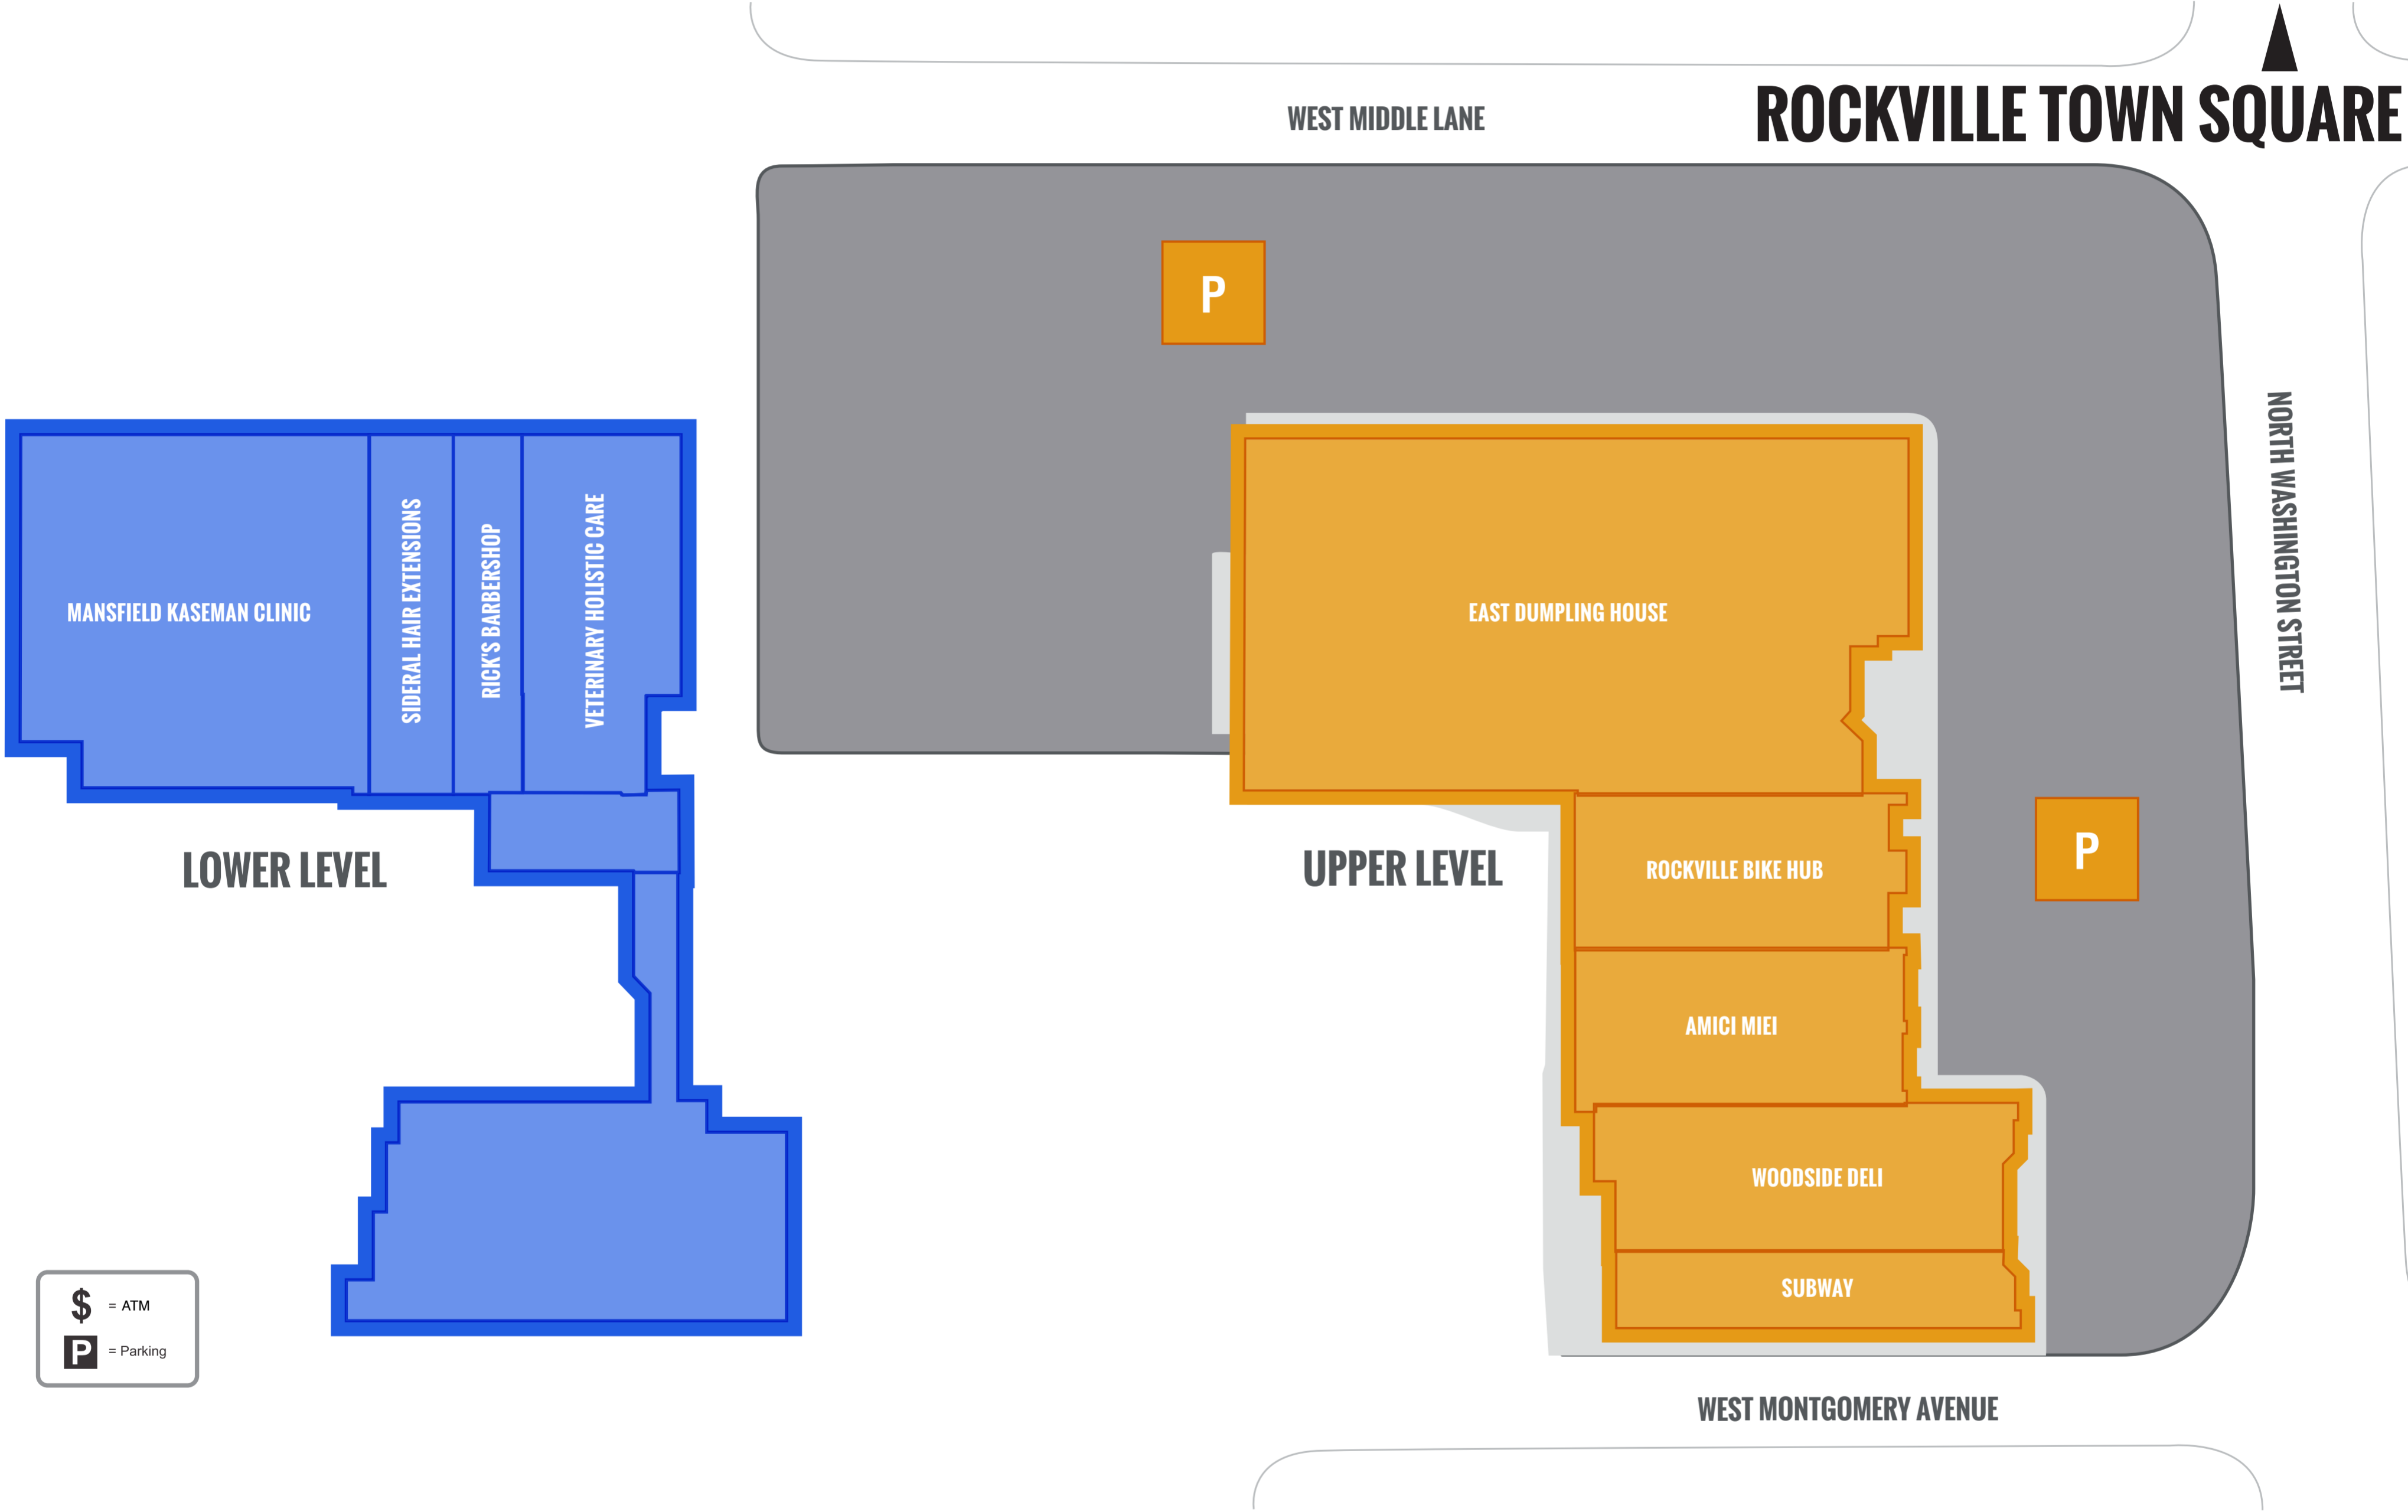 WEST MIDDLE LANE
ROCKVILLE TOWN SQUARE
P
NORTH WASHINGTON STREET
MANSFIELD KASEMAN CLINIC
SIDERAL HAIR EXTENSIONS
RICK'S BARBERSHOP
VETERINARY HOLISTIC CARE
EAST DUMPLING HOUSE
LOWER LEVEL
UPPER LEVEL
ROCKVILLE BIKE HUB
P
AMICI MIEI
WOODSIDE DELI
SUBWAY
$ = ATM
P = Parking
WEST MONTGOMERY AVENUE